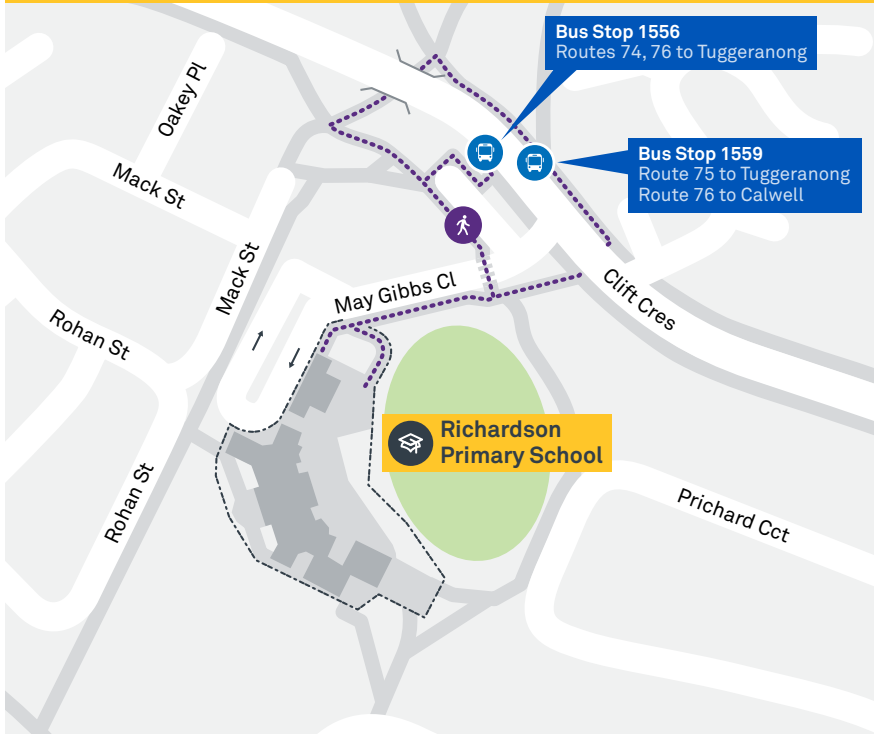 Bus Stop 1556
Routes 74, 76 to Tuggeranong
Oakey Pl
Bus Stop 1559
Route 75 to Tuggeranong
Route 76 to Calwell
Mack St
Mack St
May Gibbs Cl
Clift Cres
Rohan St
Richardson
Primary School
Rohan St
Prichard Cct